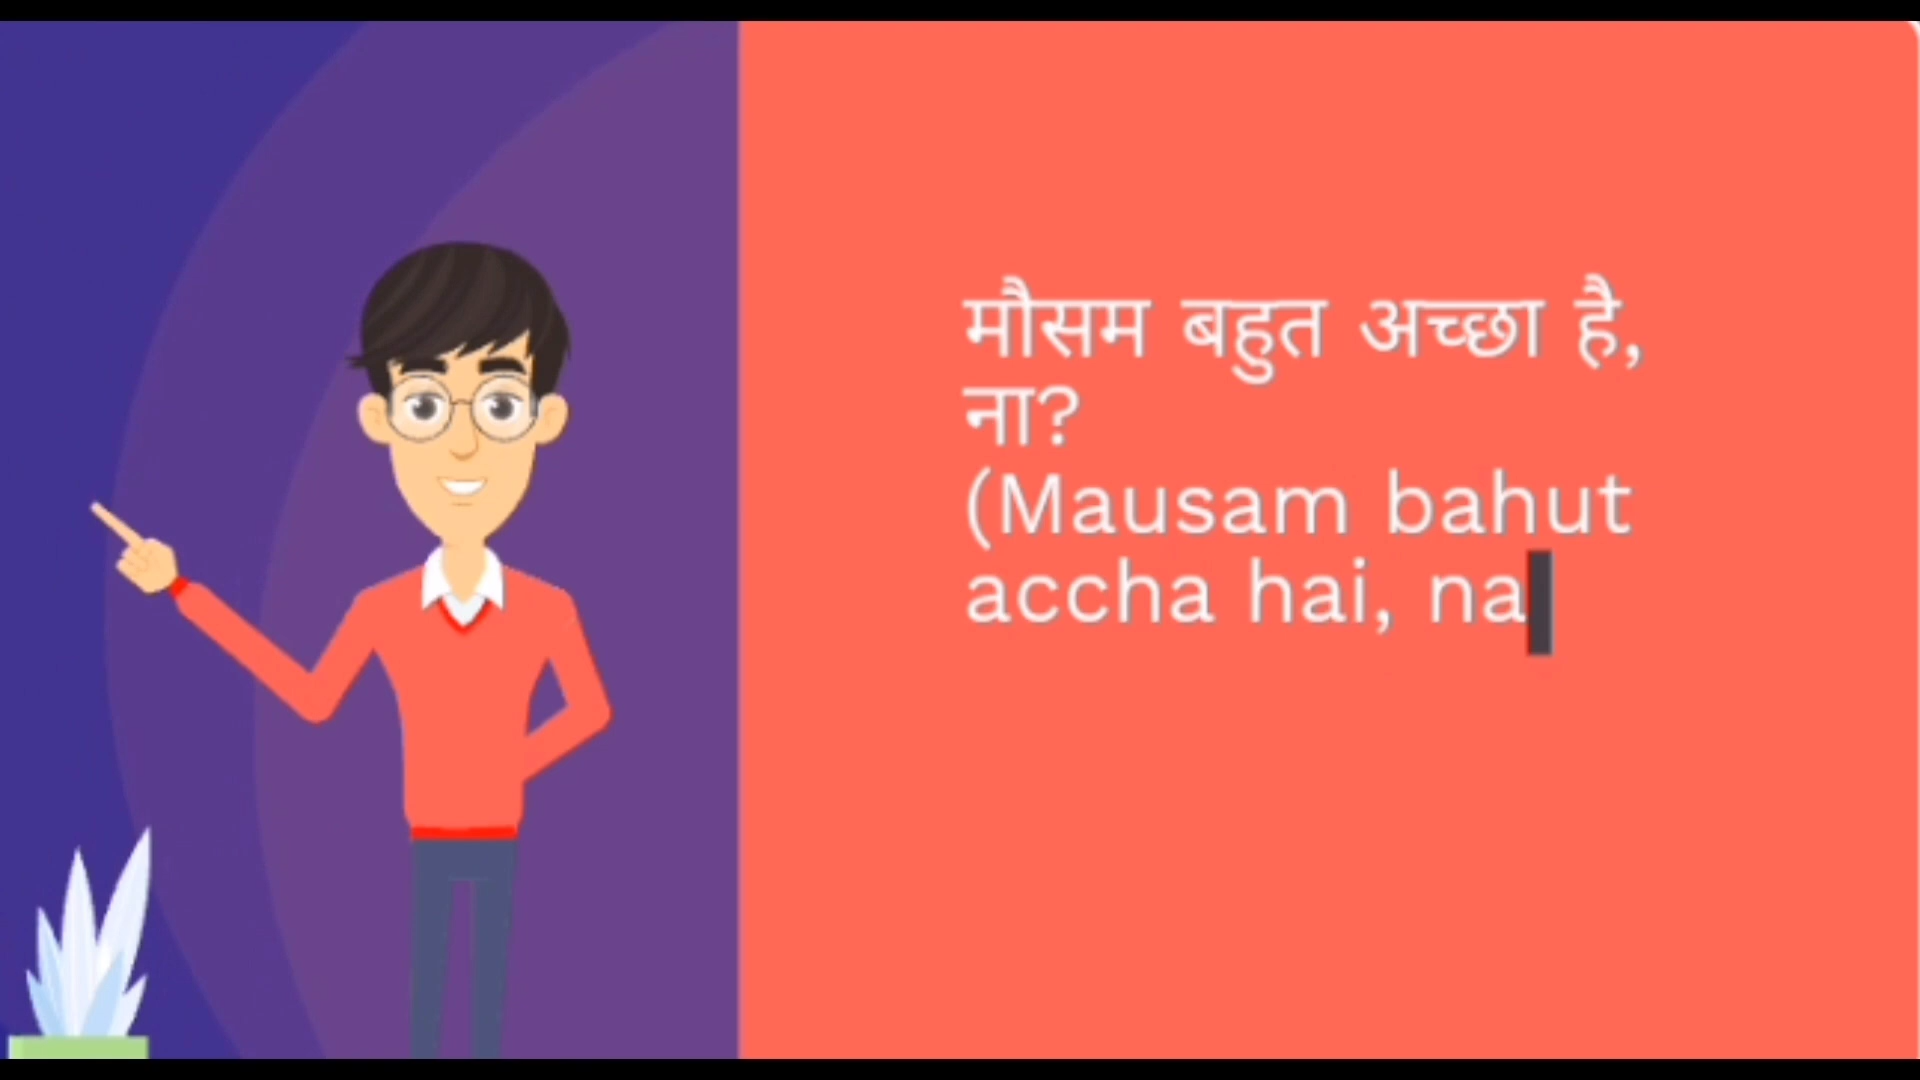 मौसम बहुत अच्छा है,
ना?
(Mausam bahut
accha hai, na